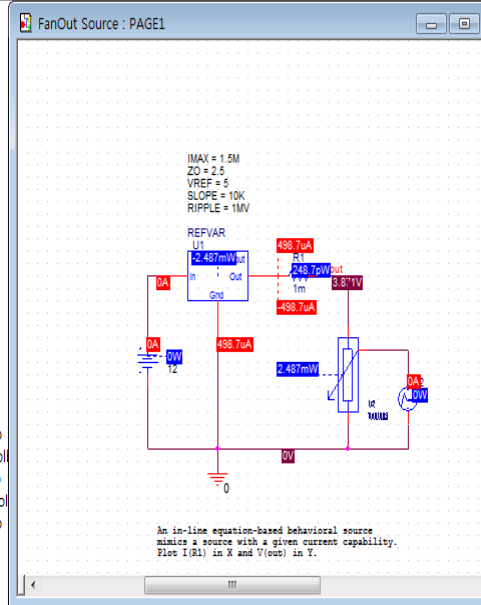 FanOut Source : PAGE1
IMAX = 1.5M
ZO = 2.5
VREF = 5
SLOPE = 10K
RIPPLE = 1MV
REFVAR
U1
-2.487mW
In
Out
Gnd
498.7uA
R1
248.7pW
out
1m
-498.7uA
0A
498.7uA
0A
0W
12
2.487mW
0A
0W
0V
0
An in-line equation-based behavioral source
mimics a source with a given current capability.
Plot I(R1) in X and V(out) in Y.